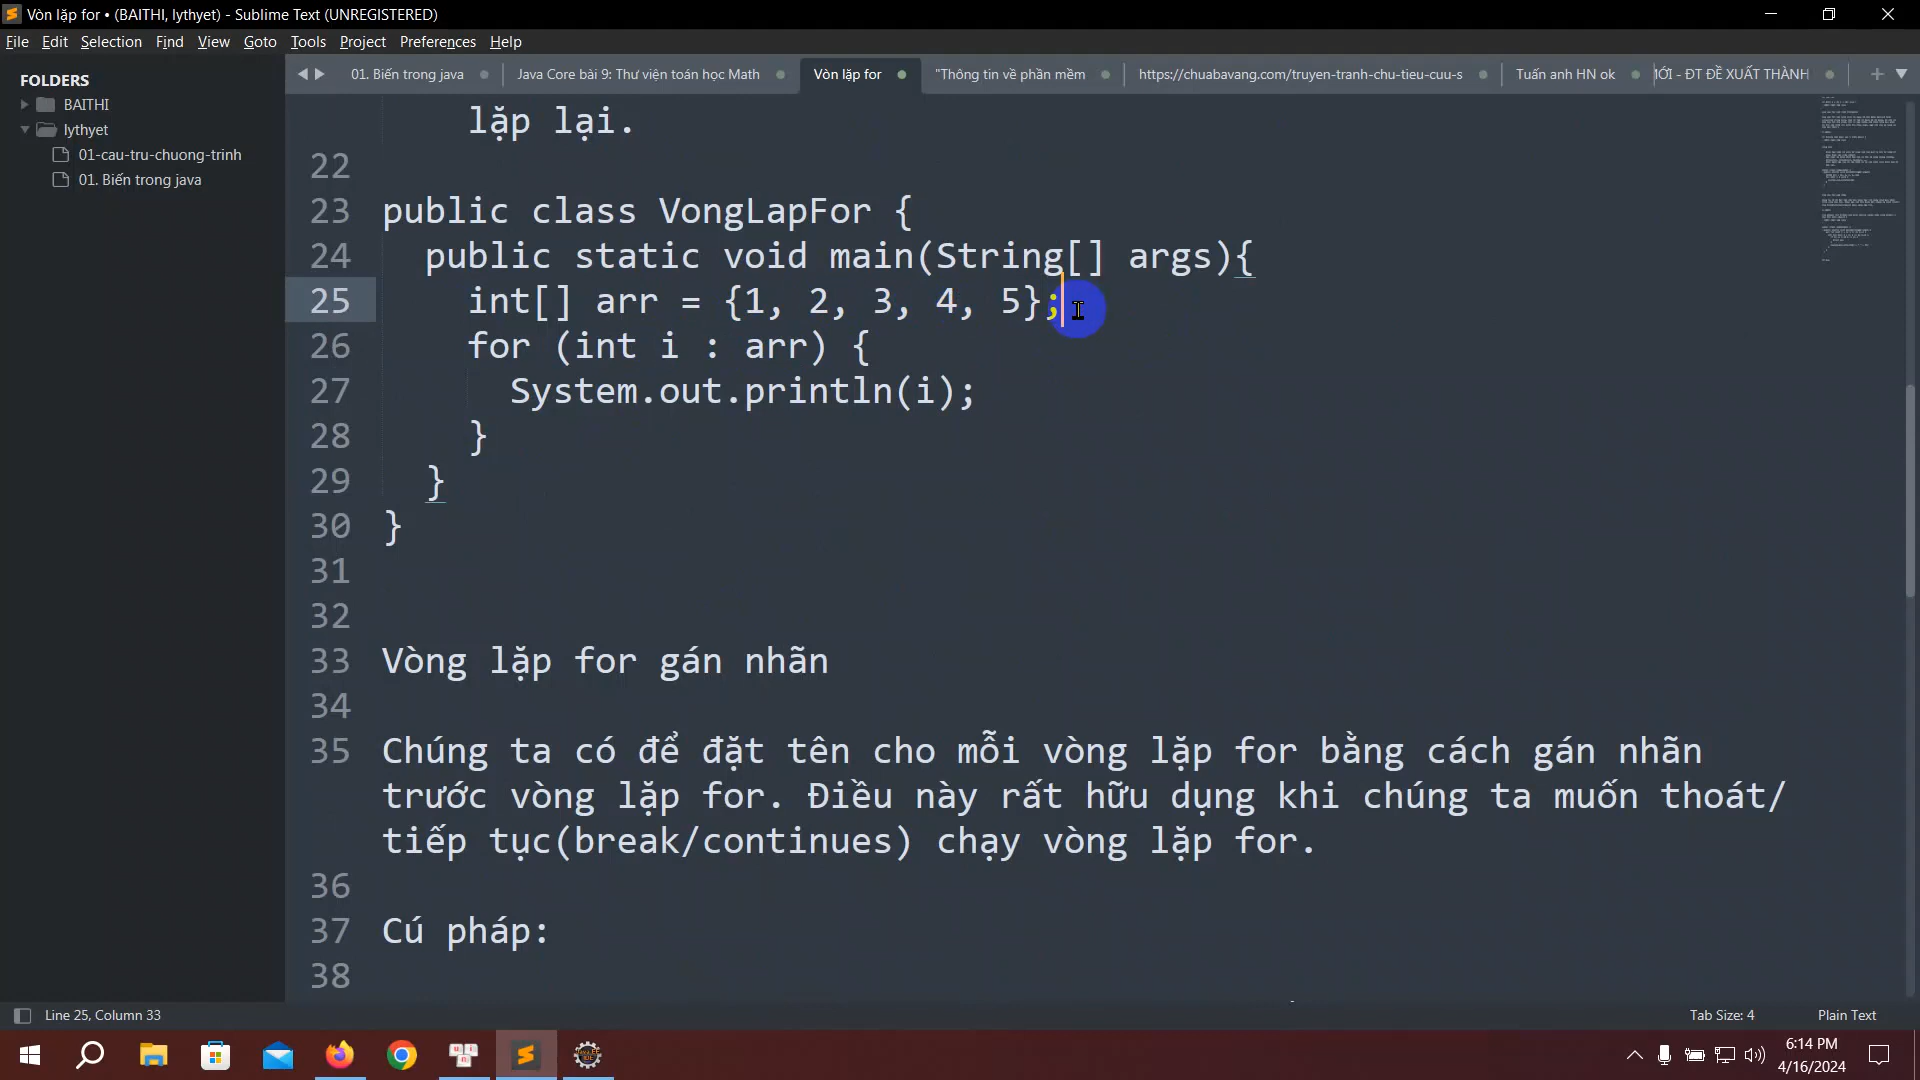 Vòn lặp for • (BAITHI, lythyet) - Sublime Text (UNREGISTERED)
File Edit Selection Find View Goto Tools Project Preferences Help
FOLDERS
BAITHI
lythyet
01-cau-tru-chuong-trinh
01. Biến trong java
01. Biến trong java
Java Core bài 9: Thư viện toán học Math
Vòn lặp for
"Thông tin về phần mềm
https://chuabavang.com/truyen-tranh-chu-tieu-cuu-s
Tuấn anh HN ok
MỚI - ĐT ĐỀ XUẤT THÀNH
lặp lại.
22
23 public class VongLapFor {
24 public static void main(String[] args){
25 int[] arr = {1, 2, 3, 4, 5};
26 for (int i : arr) {
27 System.out.println(i);
28 }
29 }
30 }
31
32
33 Vòng lặp for gán nhãn
34
35 Chúng ta có để đặt tên cho mỗi vòng lặp for bằng cách gán nhãn
trước vòng lặp for. Điều này rất hữu dụng khi chúng ta muốn thoát/
tiếp tục(break/continues) chạy vòng lặp for.
36
37 Cú pháp:
38
Line 25, Column 33
Tab Size: 4
Plain Text
6:14 PM
4/16/2024